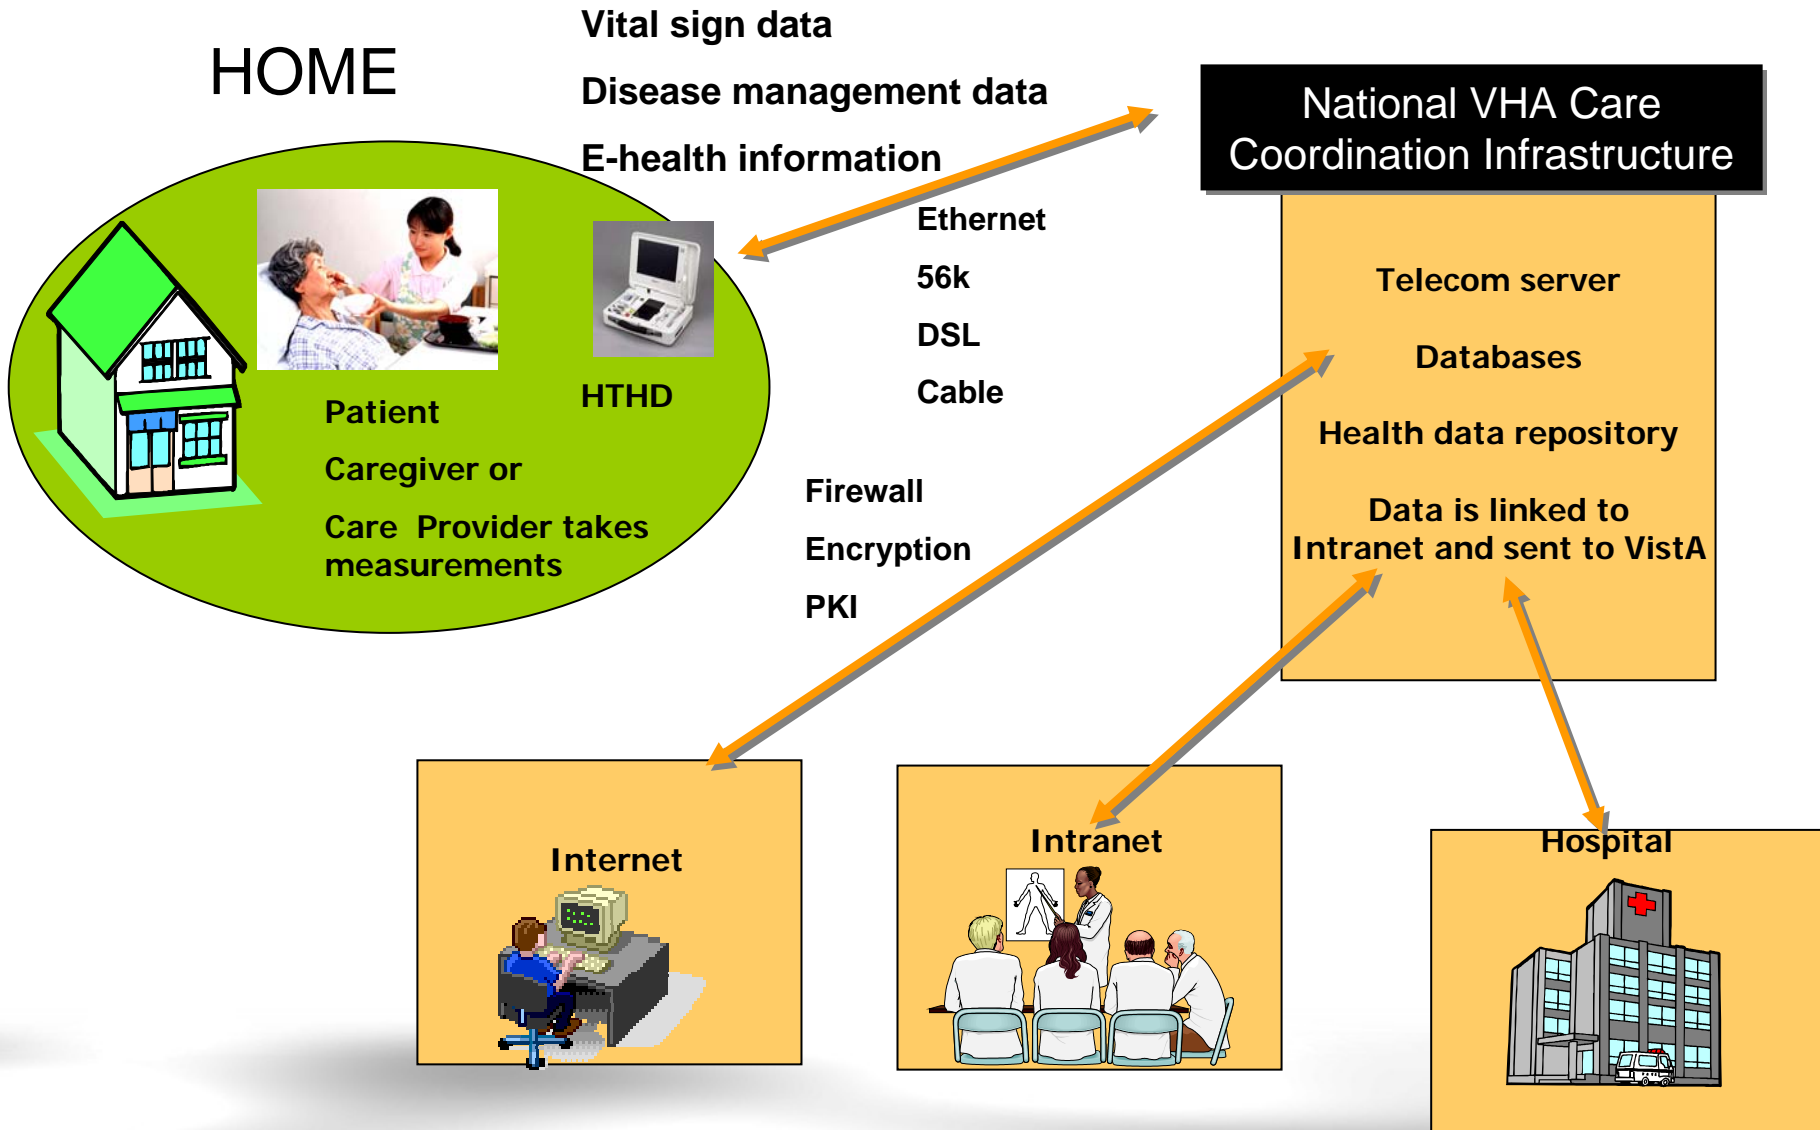 HOME
Vital sign data
Disease management data
E-health information
National VHA Care
Coordination Infrastructure
Ethernet
56k
DSL
Cable
HTHD
Patient
Caregiver or
Care Provider takes
measurements
Firewall
Encryption
PKI
Telecom server
Databases
Health data repository
Data is linked to
Intranet and sent to VistA
Internet
Intranet
Hospital